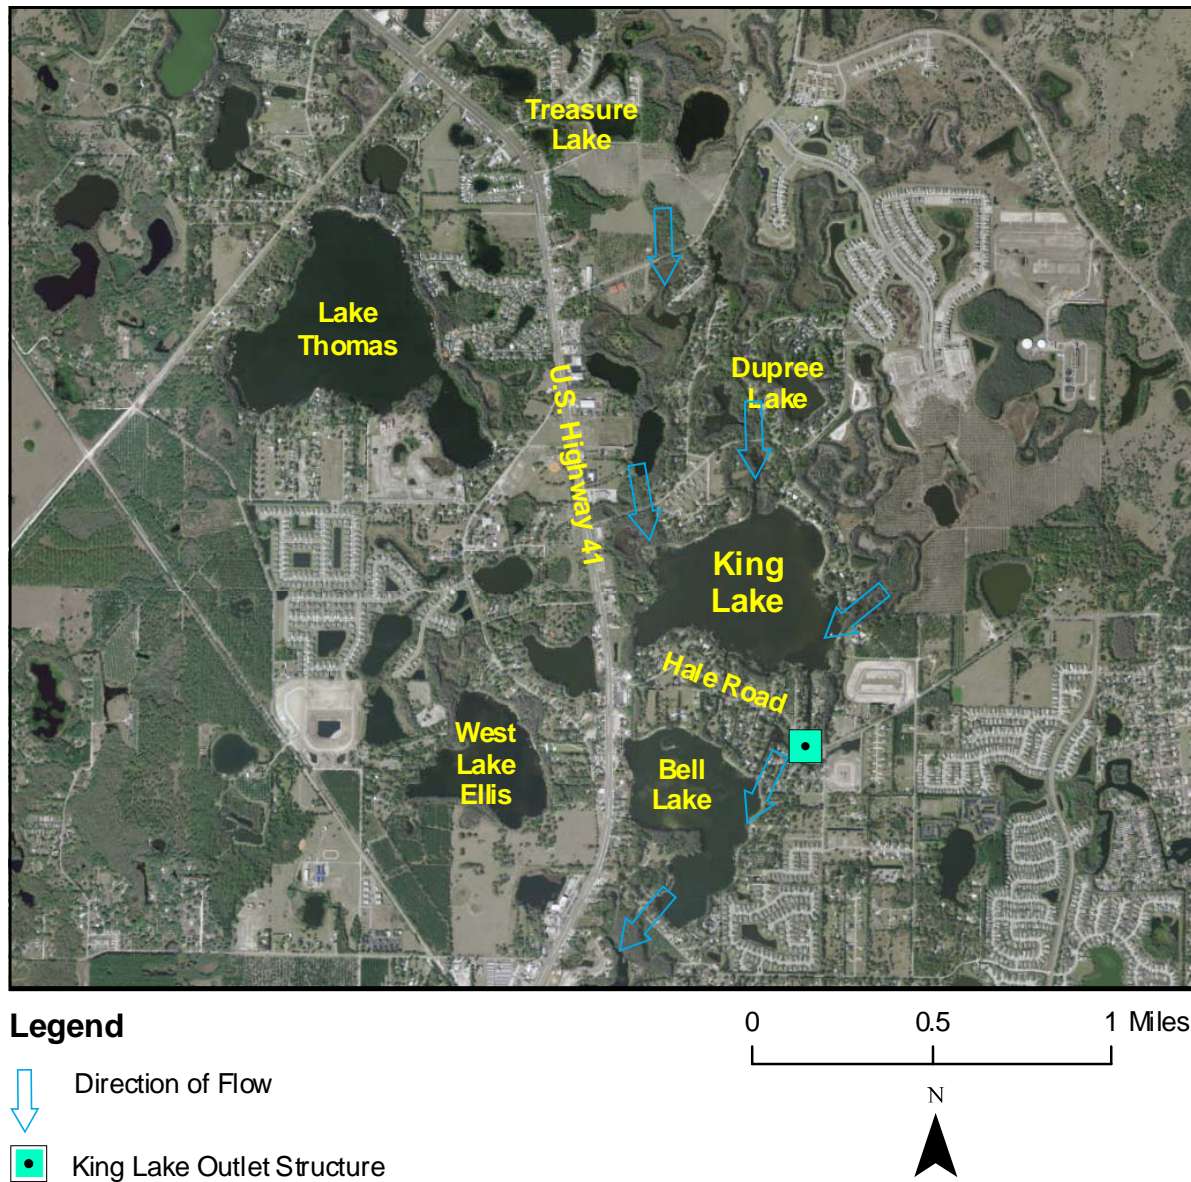 Treasure
Lake
Lake
Thomas
Dupree
Lake
U.S. Highway 41
King
Lake
Hale Road
West
Lake
Ellis
Bell
Lake
Legend
Direction of Flow
King Lake Outlet Structure
0 0.5 1 Miles
N